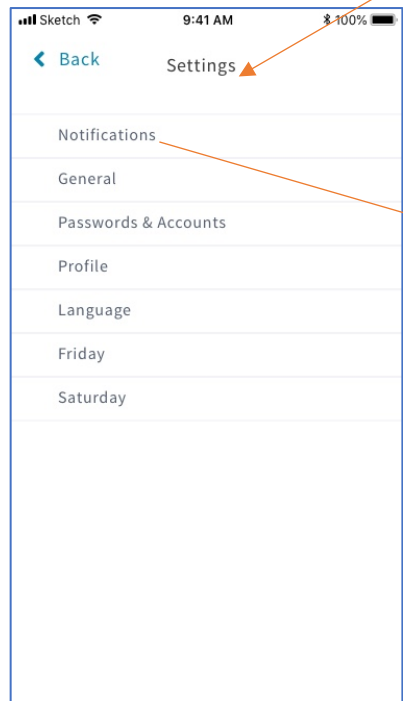 Sketch 9:41 AM 100%
Back Settings
Notifications
General
Passwords & Accounts
Profile
Language
Friday
Saturday